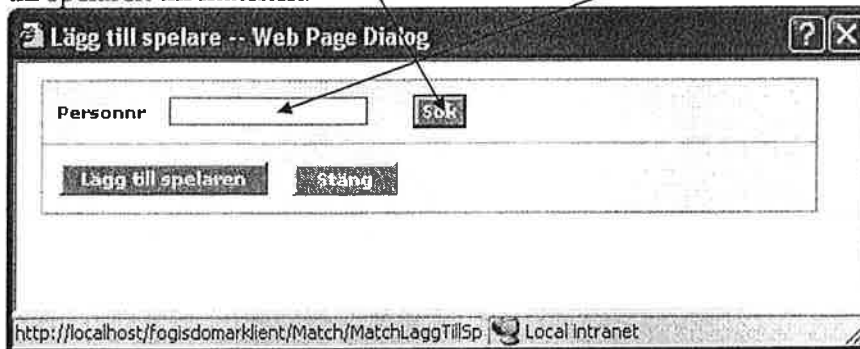 Lägg till spelare -- Web Page Dialog
Personnr Sök
Lägg till spelaren Stäng
http://localhost/fogisdomarklient/Match/MatchLaggTillSp Local intranet